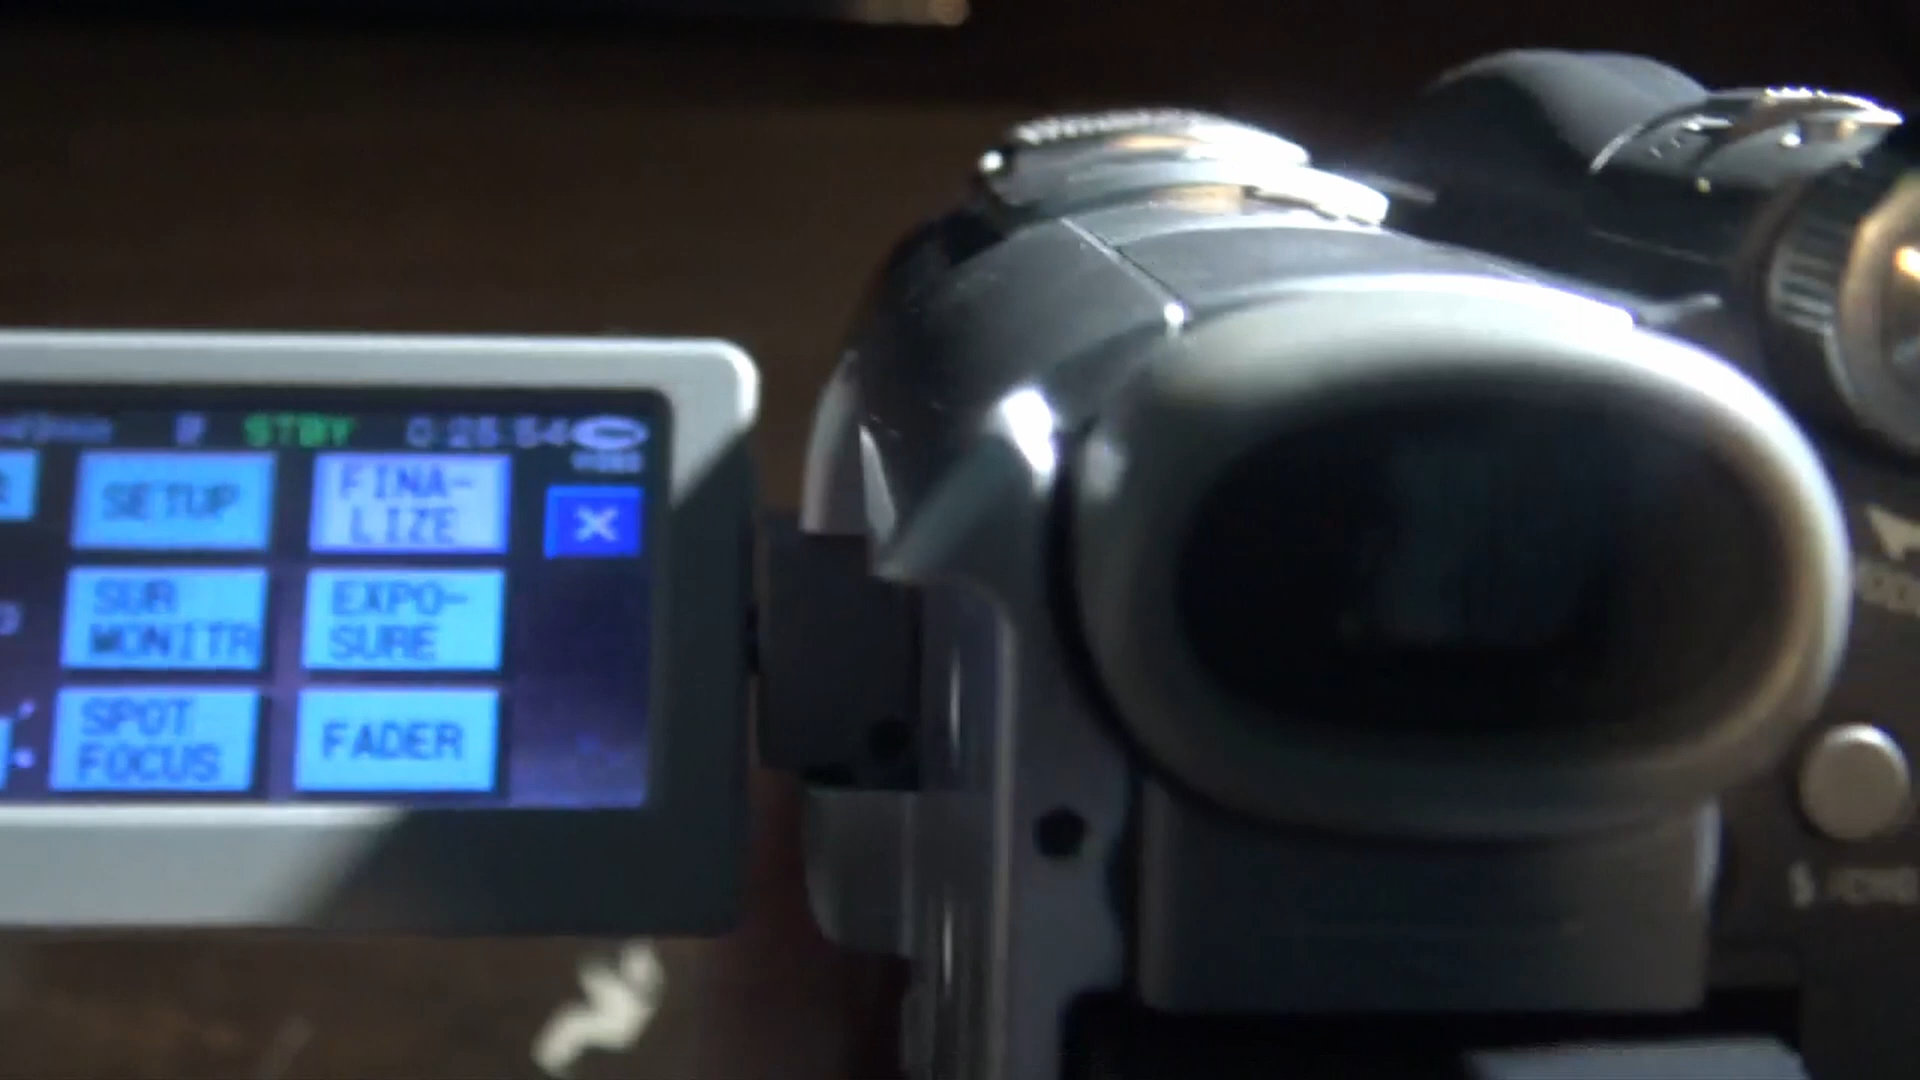 STBY 0:25:54
SETUP
FINA-
LIZE
×
SUR
MONITR
EXPO-
SURE
SPOT
FOCUS
FADER